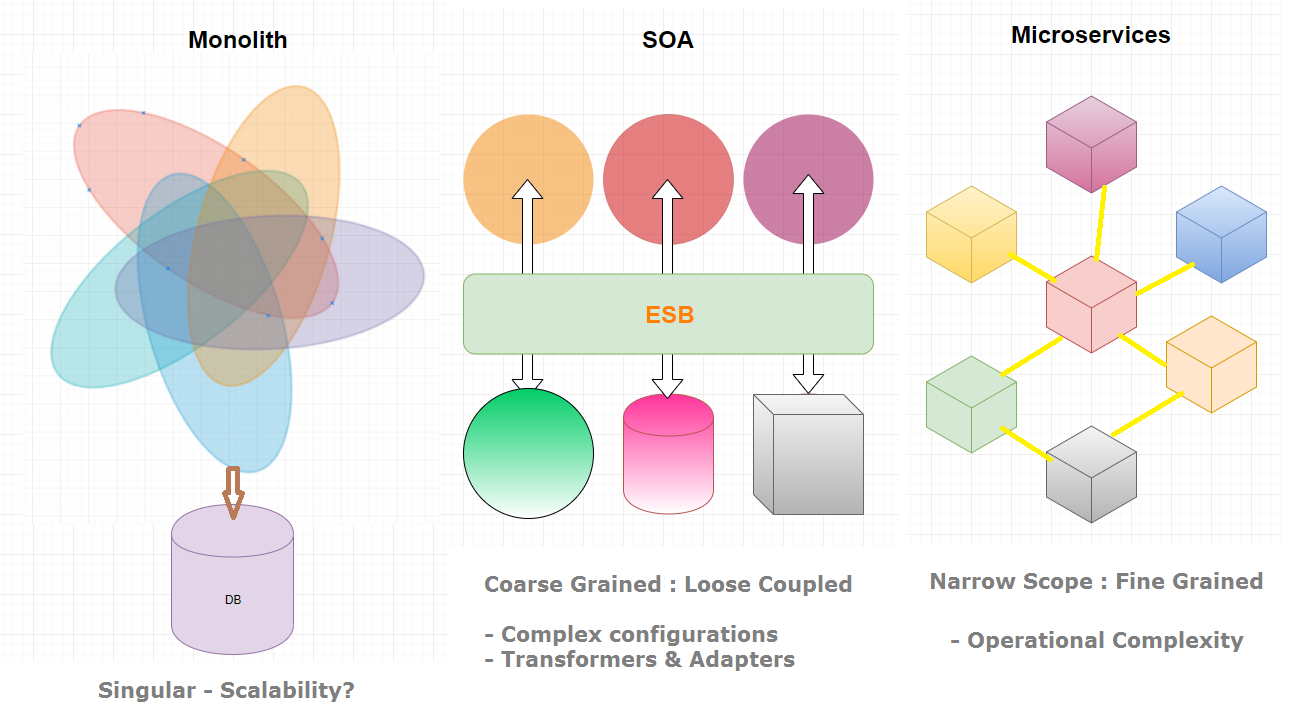 Monolith
DB
Singular - Scalability?
SOA
ESB
Coarse Grained : Loose Coupled
- Complex configurations
- Transformers & Adapters
Microservices
Narrow Scope : Fine Grained
- Operational Complexity